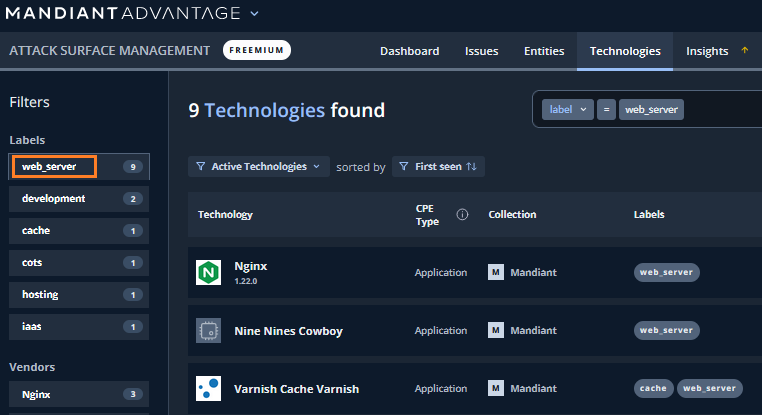 MANDIANT ADVANTAGE
ATTACK SURFACE MANAGEMENT FREEMIUM Dashboard Issues Entities Technologies Insights
Filters
Labels
web_server 9
development 2
cache 1
cots 1
hosting 1
iaas 1
Vendors
Nginx 3
9 Technologies found
label = web_server
Active Technologies sorted by First seen
Technology CPE Type Collection Labels
Nginx
1.22.0
Application M Mandiant web_server
Nine Nines Cowboy Application M Mandiant web_server
Varnish Cache Varnish Application M Mandiant cache web_server